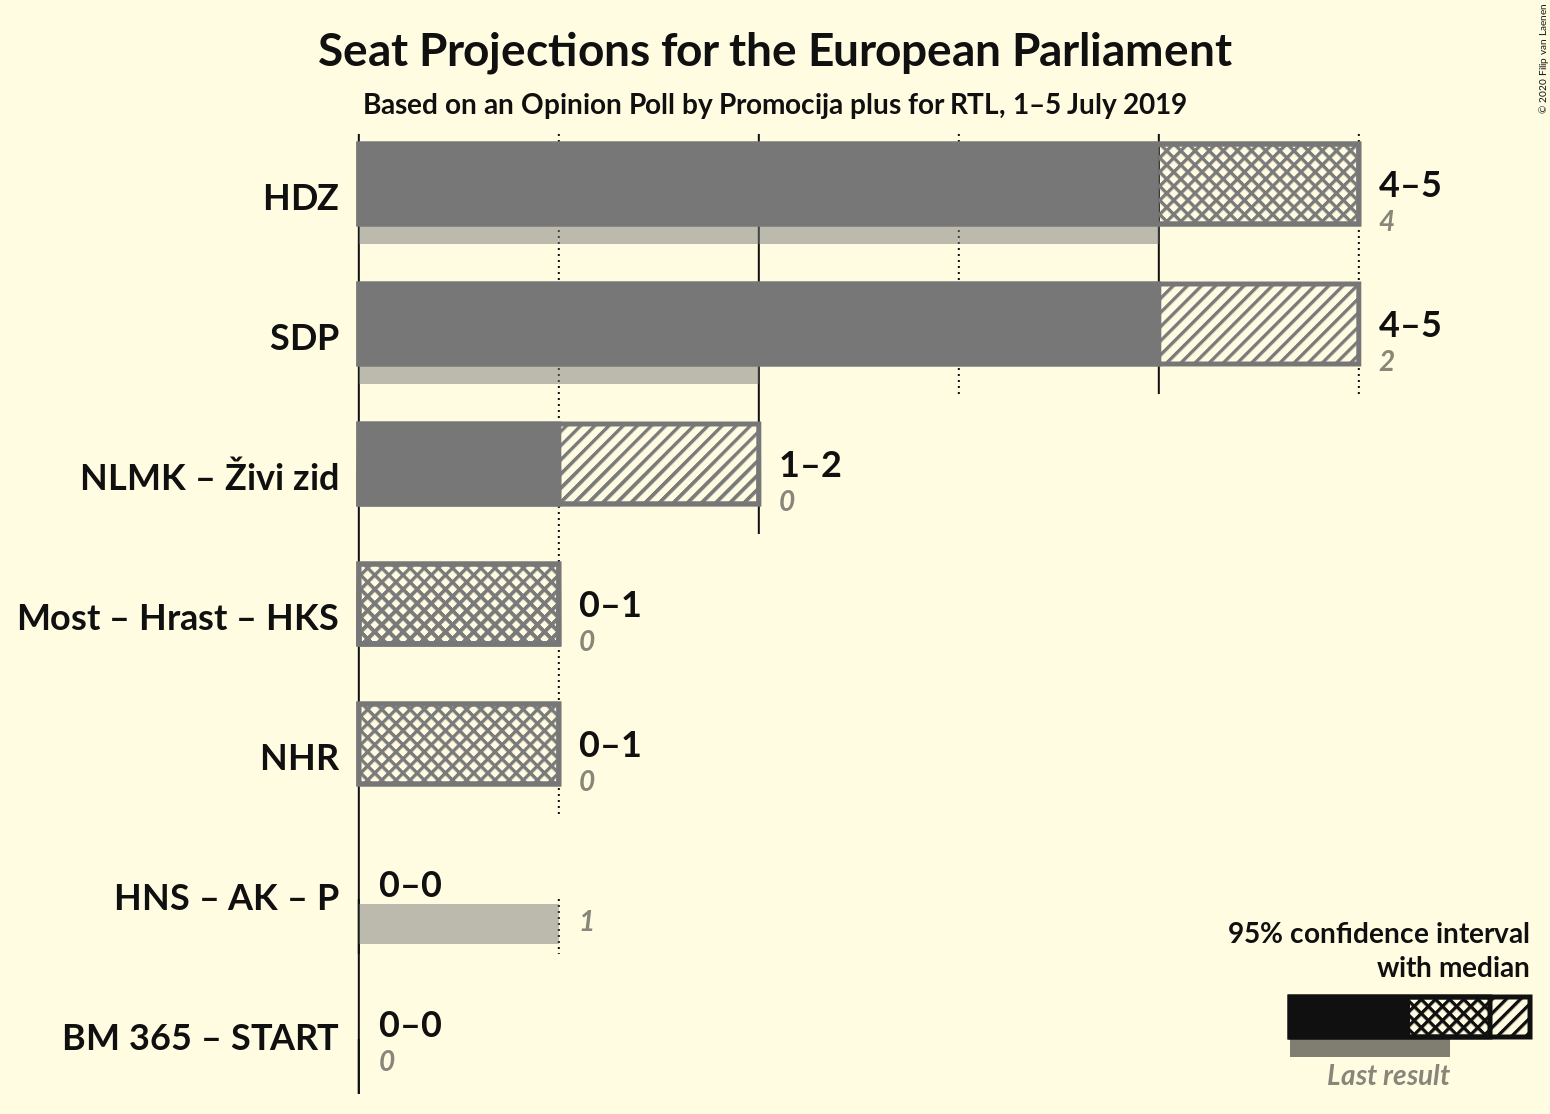 Seat Projections for the European Parliament
Based on an Opinion Poll by Promocija plus for RTL, 1–5 July 2019
© 2020 Filip van Laenen
HDZ
4–5
4
SDP
4–5
2
NLMK – Živi zid
1–2
0
Most – Hrast – HKS
0–1
0
NHR
0–1
0
HNS – AK – P
0–0
1
BM 365 – START
0–0
0
95% confidence interval
with median
Last result